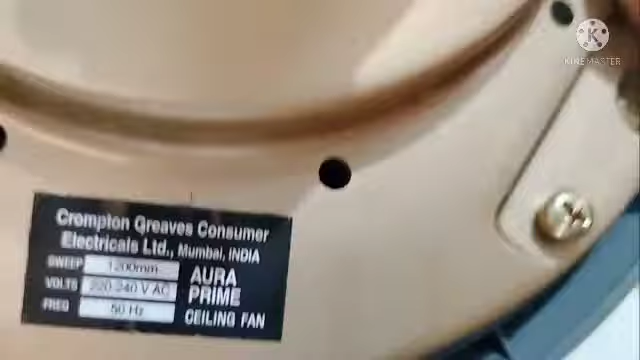 K
KINEMASTER
Crompton Greaves Consumer
Electricals Ltd., Mumbai, INDIA
SWEEP 1200mm AURA
VOLTS 220-240 V AC PRIME
FREQ 50 Hz CEILING FAN